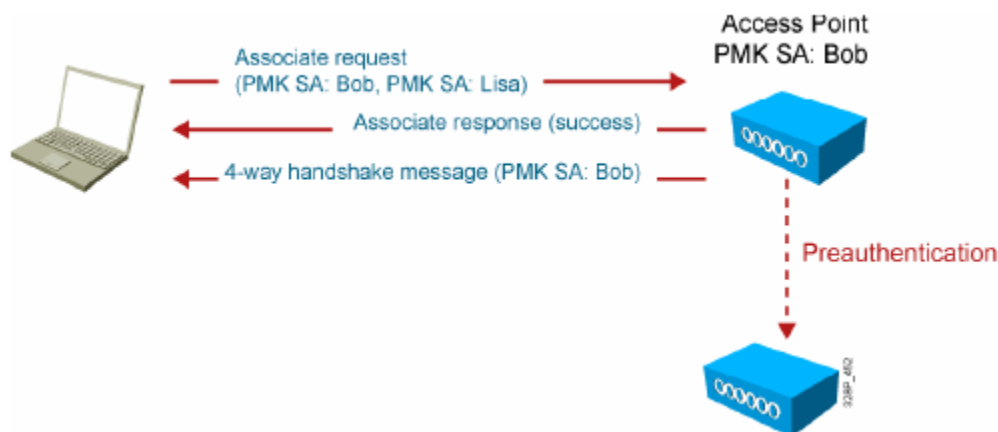 Access Point
PMK SA: Bob
Associate request
(PMK SA: Bob, PMK SA: Lisa)
Associate response (success)
4-way handshake message (PMK SA: Bob)
Preauthentication